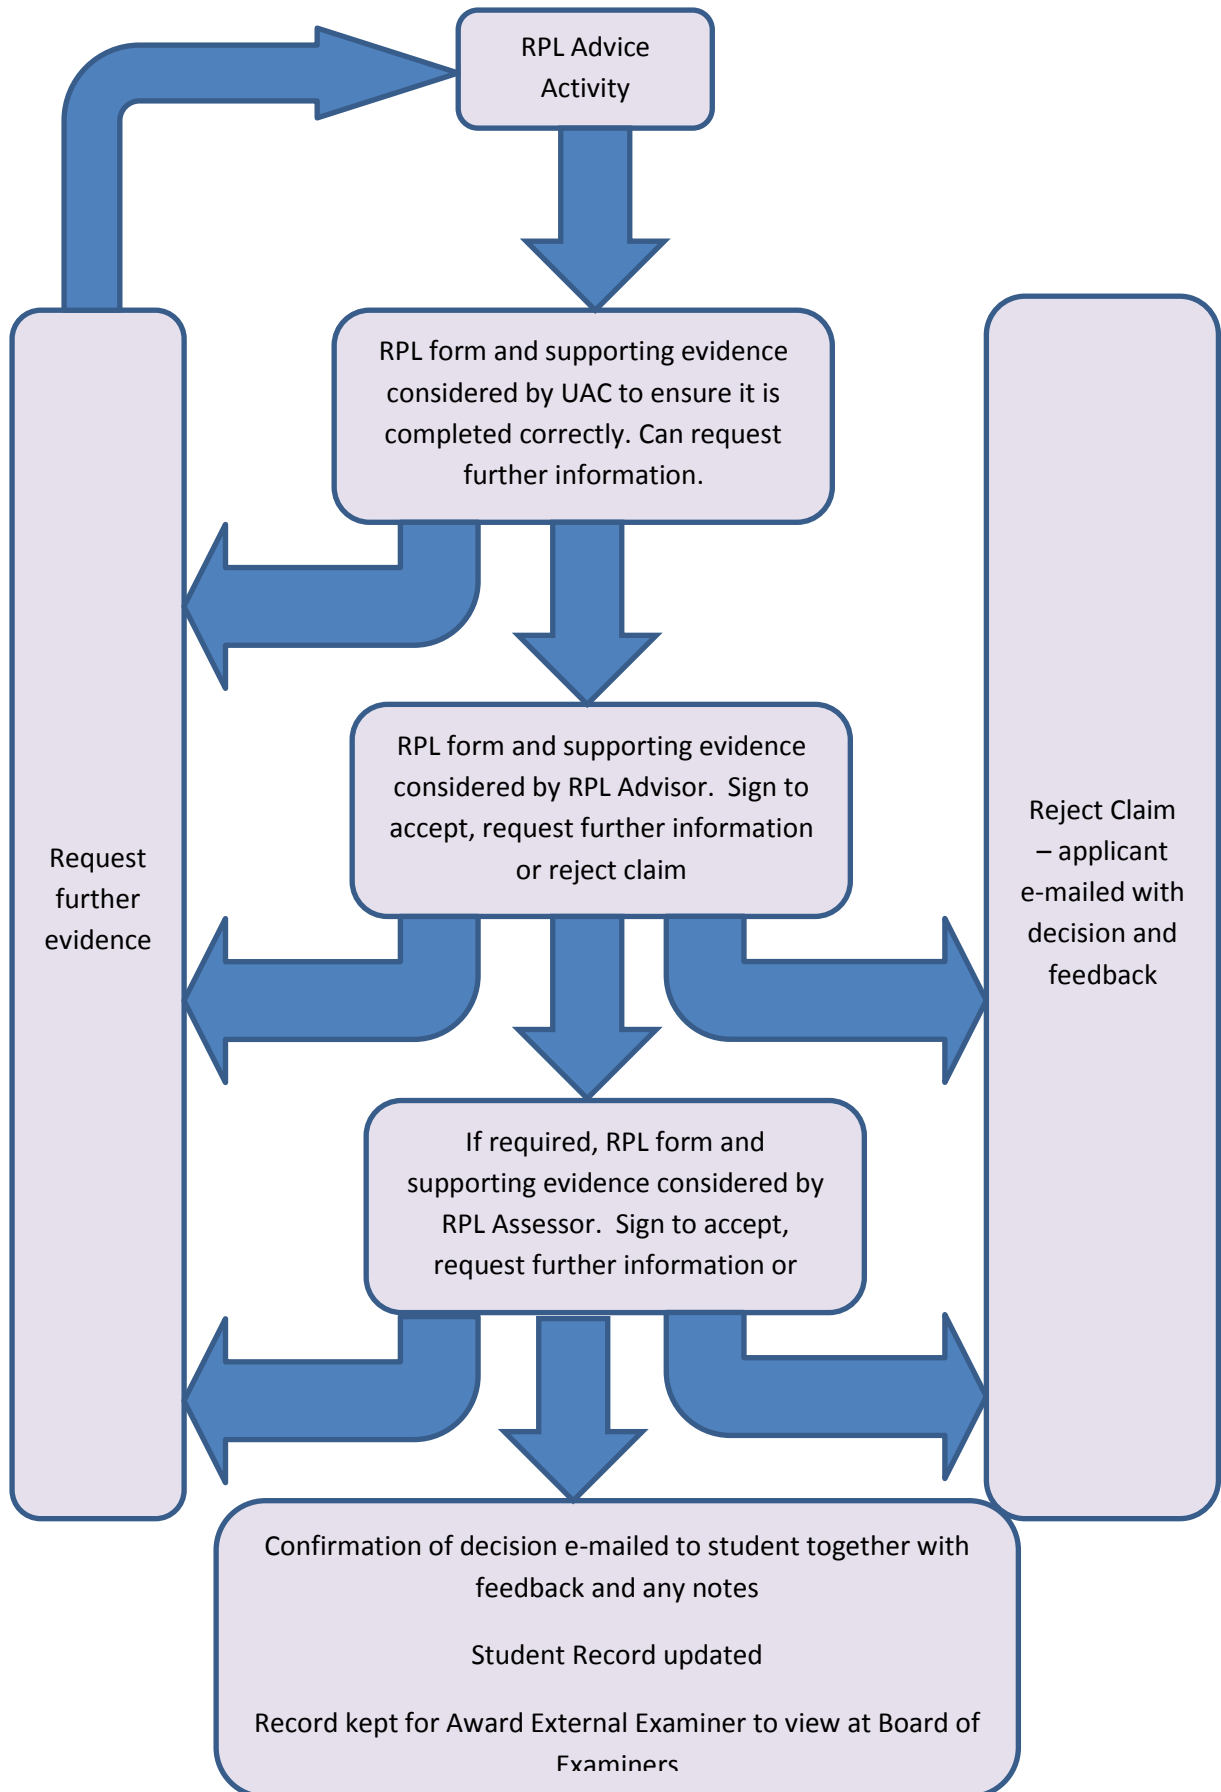 RPL Advice
Activity
RPL form and supporting evidence
considered by UAC to ensure it is
completed correctly. Can request
further information.
RPL form and supporting evidence
considered by RPL Advisor.  Sign to
accept, request further information
or reject claim
Request
further
evidence
Reject Claim
– applicant
e-mailed with
decision and
feedback
If required, RPL form and
supporting evidence considered by
RPL Assessor.  Sign to accept,
request further information or
Confirmation of decision e-mailed to student together with
feedback and any notes
Student Record updated
Record kept for Award External Examiner to view at Board of
Examiners